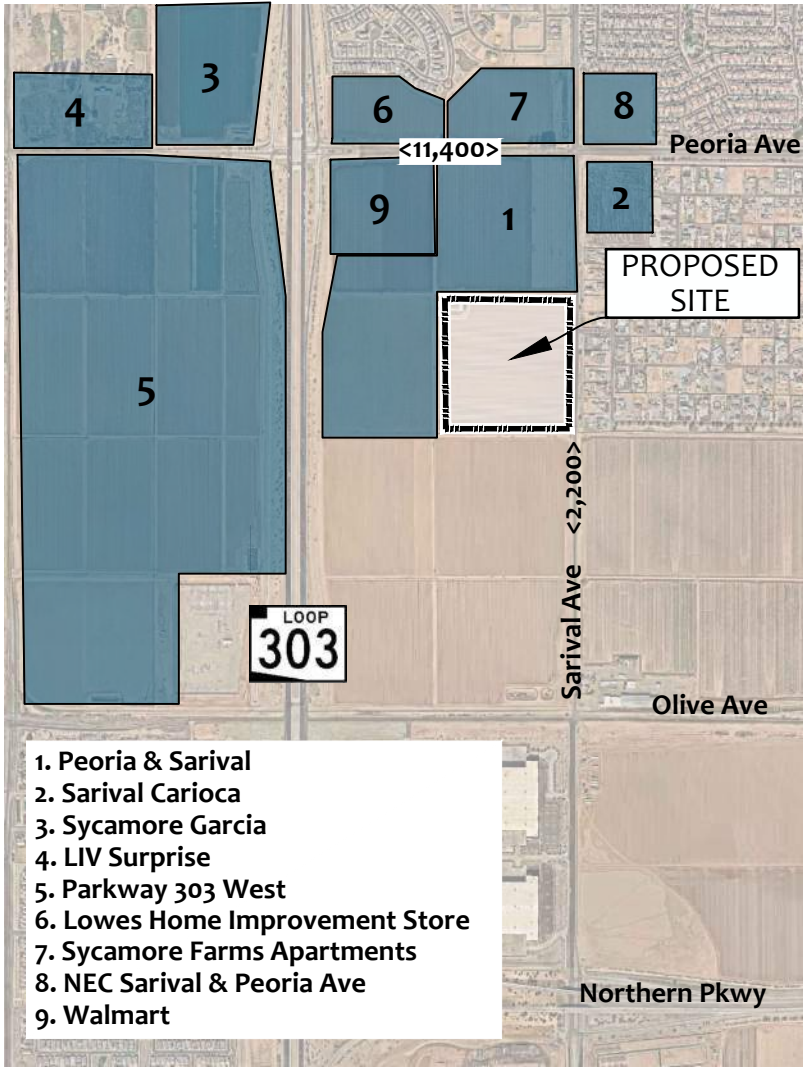 3
4
6
7
8
Peoria Ave
<11,400>
9
1
2
PROPOSED
SITE
5
<2,200>
Sarival Ave
LOOP
303
Olive Ave
1. Peoria & Sarival
2. Sarival Carioca
3. Sycamore Garcia
4. LIV Surprise
5. Parkway 303 West
6. Lowes Home Improvement Store
7. Sycamore Farms Apartments
8. NEC Sarival & Peoria Ave
9. Walmart
Northern Pkwy